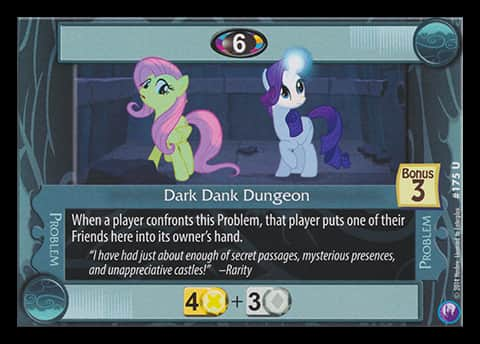 6
Dark Dank Dungeon
Bonus
3
#175 U
PROBLEM
When a player confronts this Problem, that player puts one of their
Friends here into its owner's hand.
"I have had just about enough of secret passages, mysterious presences,
and unappreciative castles!" –Rarity
PROBLEM
4 + 3